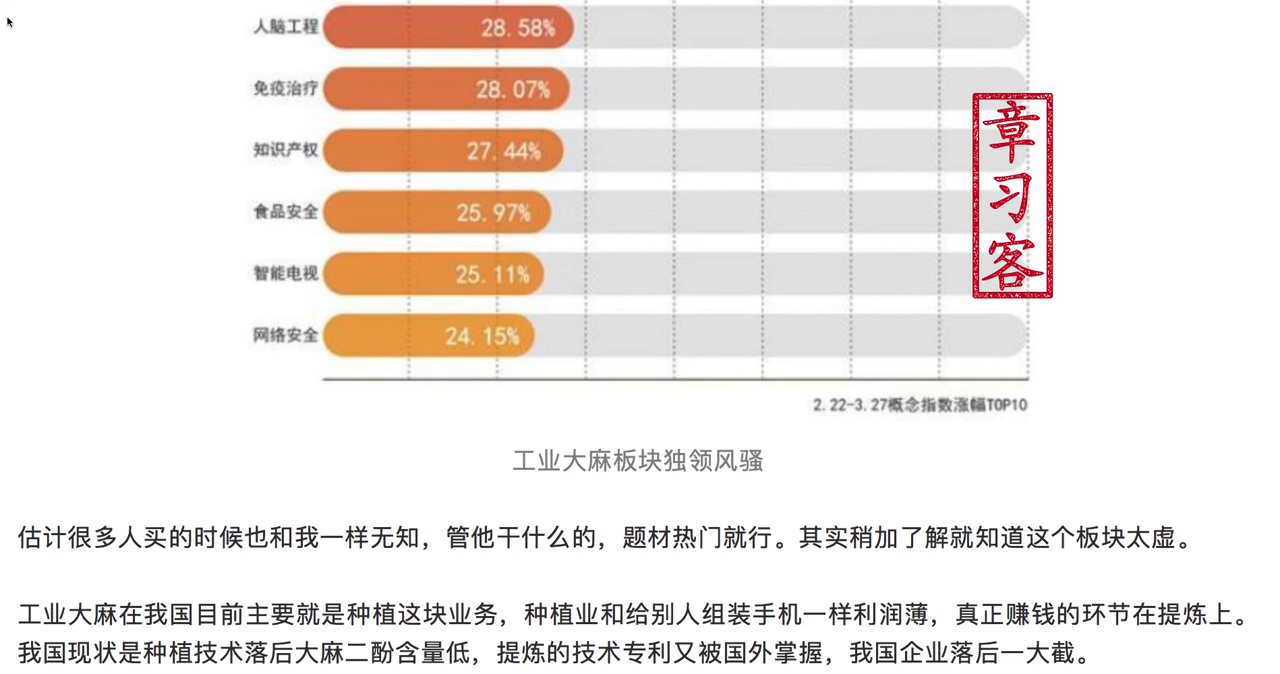 人脑工程 28.58%
免疫治疗 28.07%
知识产权 27.44%
食品安全 25.97%
智能电视 25.11%
网络安全 24.15%
章习客
2.22-3.27概念指数涨幅TOP10
工业大麻板块独领风骚
估计很多人买的时候也和我一样无知，管他干什么的，题材热门就行。其实稍加了解就知道这个板块太虚。
工业大麻在我国目前主要就是种植这块业务，种植业和给别人组装手机一样利润薄，真正赚钱的环节在提炼上。
我国现状是种植技术落后大麻二酚含量低，提炼的技术专利又被国外掌握，我国企业落后一大截。